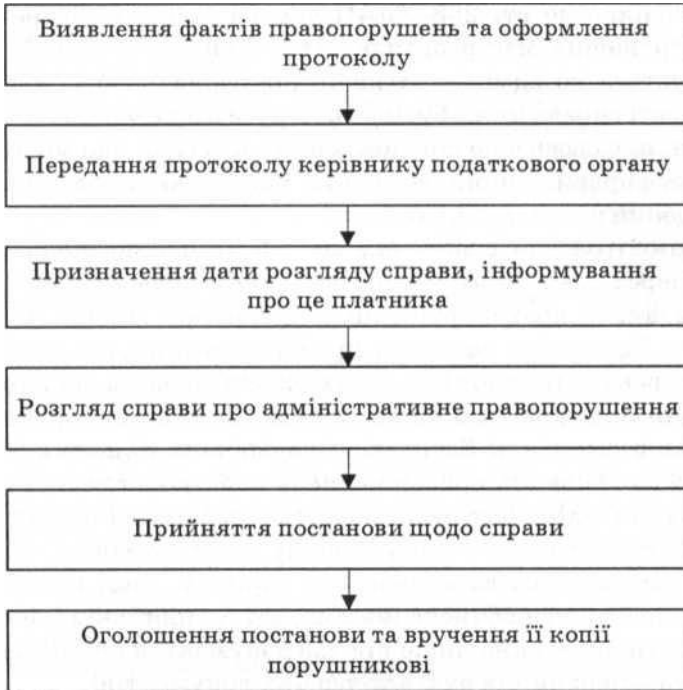 Виявлення фактів правопорушень та оформлення
протоколу
Передання протоколу керівнику податкового органу
Призначення дати розгляду справи, інформування
про це платника
Розгляд справи про адміністративне правопорушення
Прийняття постанови щодо справи
Оголошення постанови та вручення її копії
порушникові